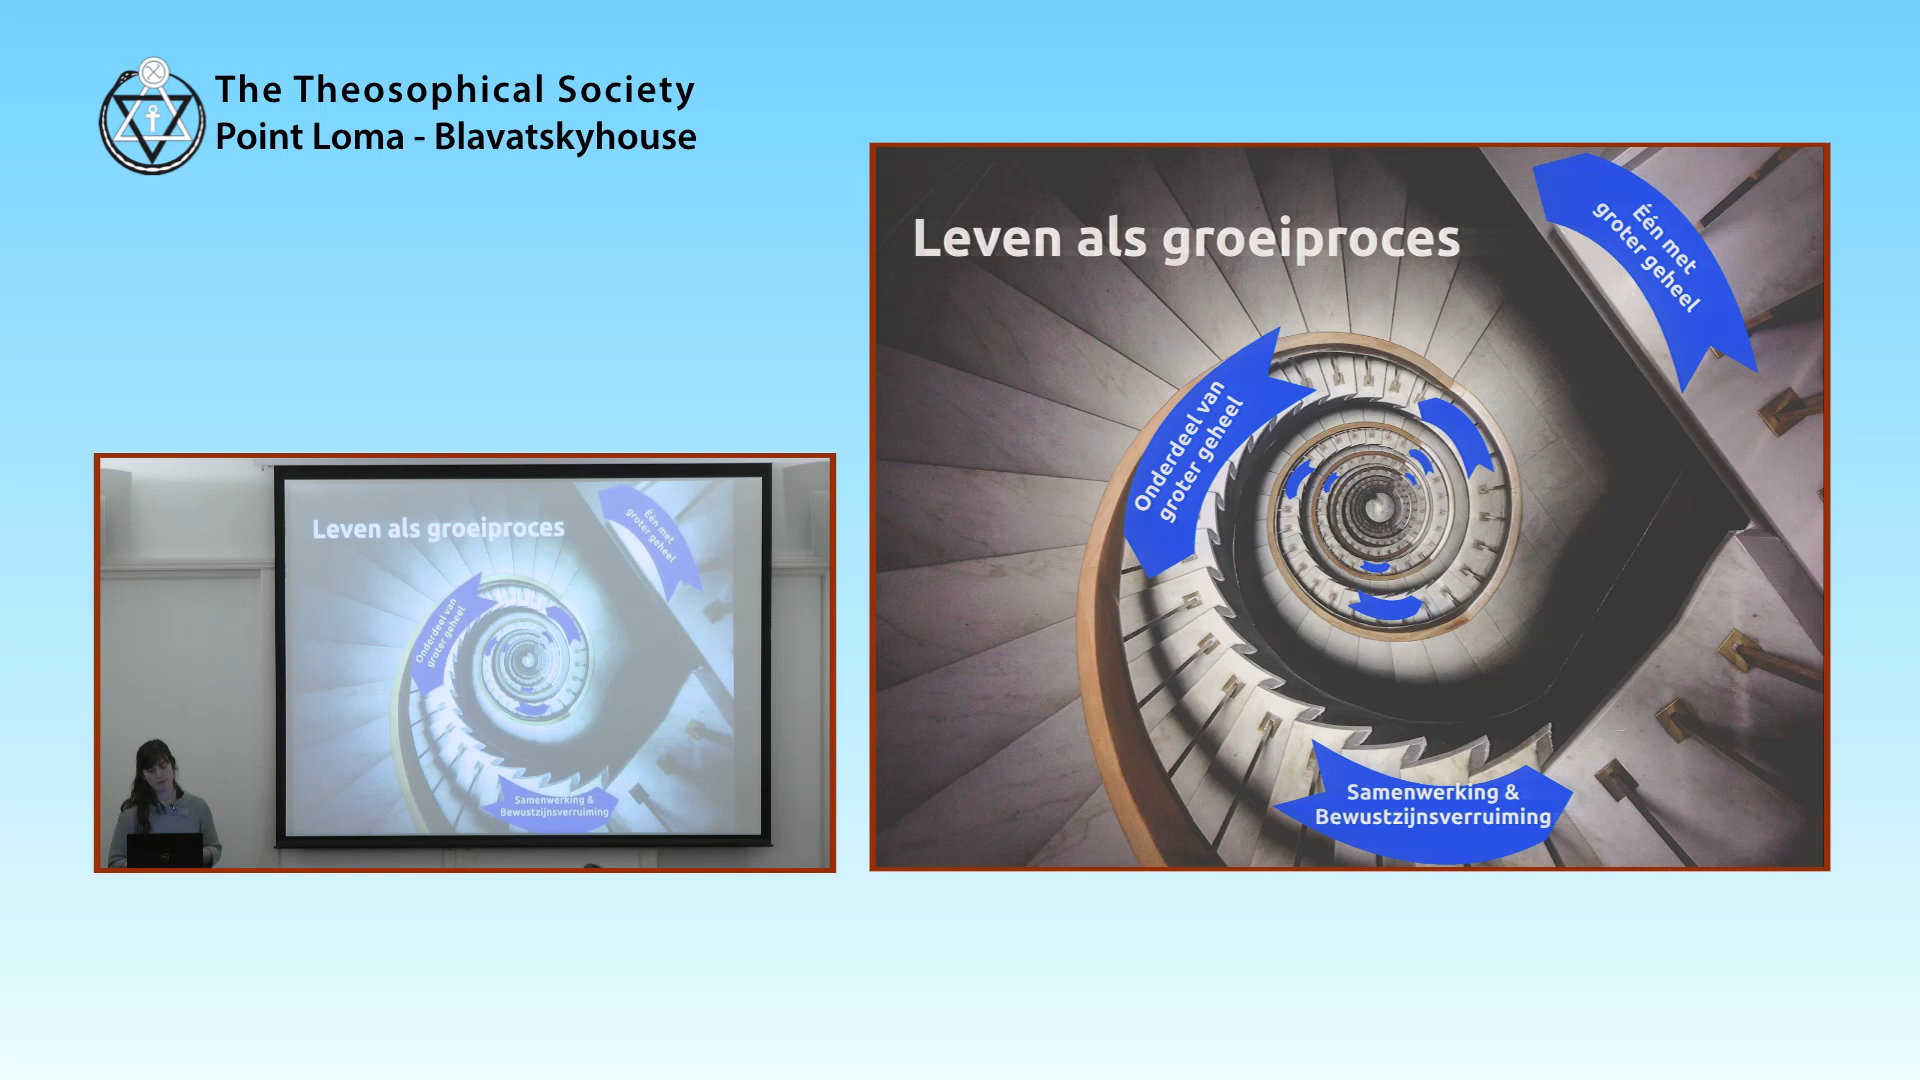 The Theosophical Society
Point Loma - Blavatskyhouse
Leven als groeiproces
Één met
groter geheel
Onderdeel van
groter geheel
Samenwerking &
Bewustzijnsverruiming
Leven als groeiproces
Één met
groter geheel
Onderdeel van
groter geheel
Samenwerking &
Bewustzijnsverruiming